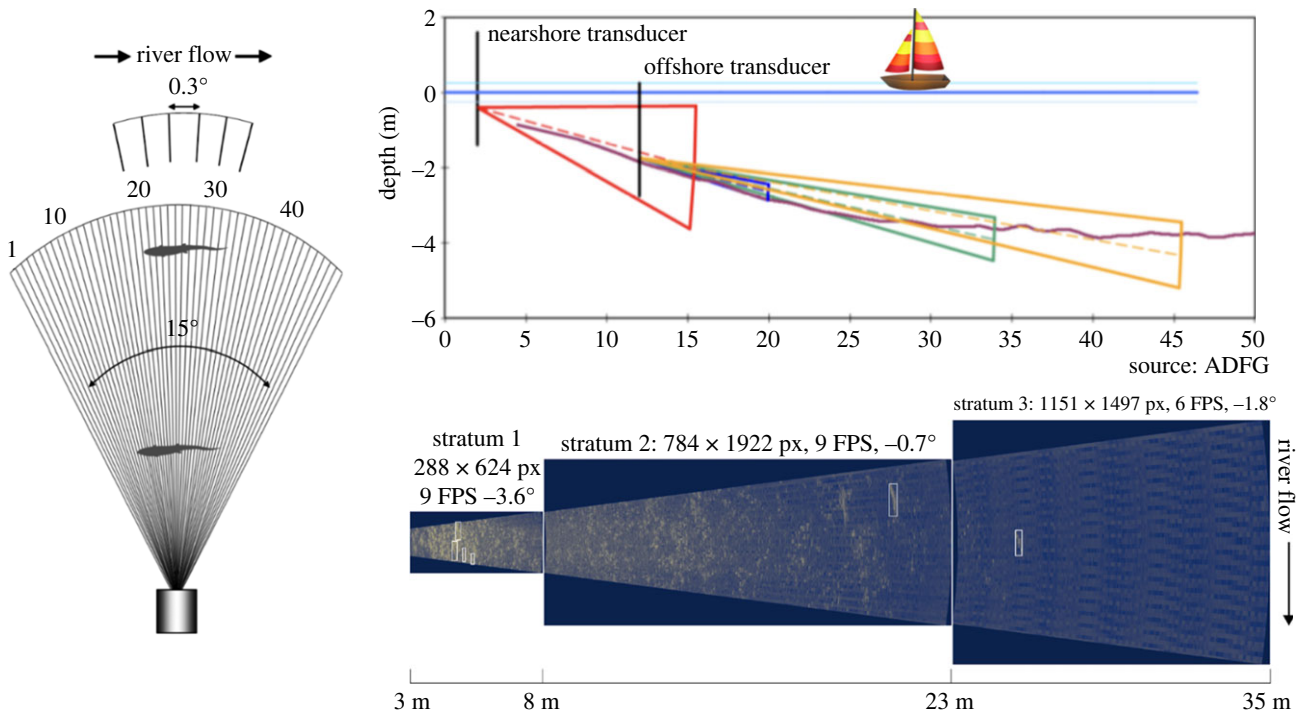 river flow
0.3°
20
30
10
40
1
15°
2
0
–2
–4
–6
depth (m)
nearshore transducer
offshore transducer
0
5
10
15
20
25
30
35
40
45
50
source: ADFG
stratum 1
288 × 624 px
9 FPS –3.6°
stratum 2: 784 × 1922 px, 9 FPS, –0.7°
stratum 3: 1151 × 1497 px, 6 FPS, –1.8°
river flow
3 m
8 m
23 m
35 m